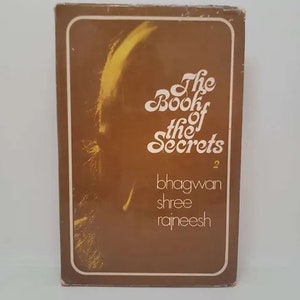 The
Book
of
the
Secrets
2
bhagwan
shree
rajneesh